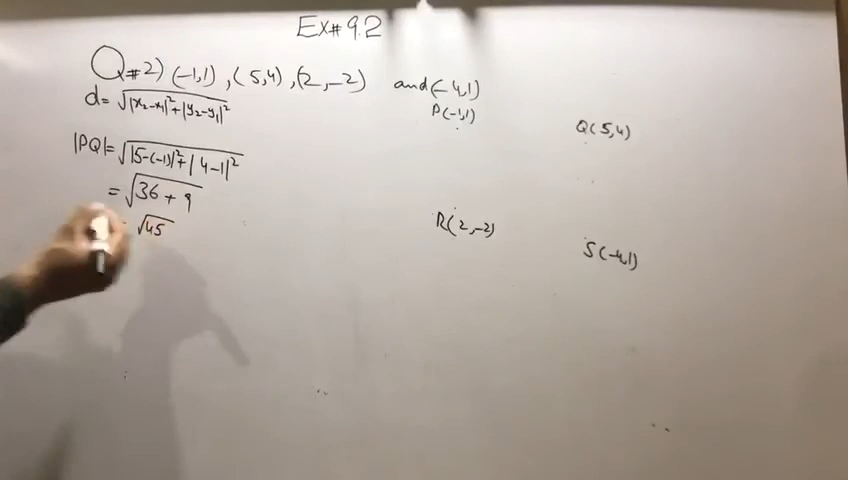 Ex# 9.2
Q#2) (-1,1), (5,4), (2,-2) and (-4,1)
d= √|x₂-x₁|²+|y₂-y₁|²
P(-1,1)
Q(5,4)
|PQ|= √|5-(-1)|²+|4-1|²
= √36+9
√45
R(2,-2)
S(-4,1)